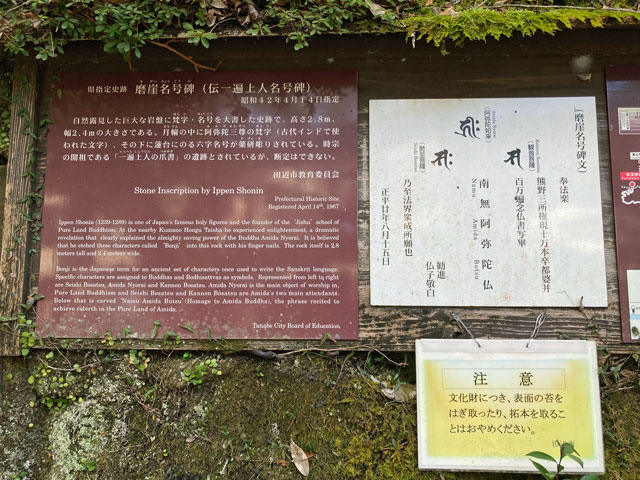 県指定史跡 磨崖名号碑(伝一遍上人名号碑)
昭和42年4月14日指定
自然露見した巨大な岩盤に梵字・名号を大書した史跡で、高さ2.8m、
幅2.4mの大きさである。月輪の中に阿弥陀三尊の梵字(古代インドで使
われた文字)、その下に蓮台にのる六字名号が薬研彫りされている。時宗
の開祖である「一遍上人の爪書」の遺跡とされているが、断定はできない。
田辺市教育委員会
Stone Inscription by Ippen Shonin
Prefectural Historic Site
Registered April 14th, 1967
Ippen Shonin (1239-1289) is one of Japan's famous holy figures and the founder of the 'Jishu' school of
Pure Land Buddhism. At the nearby Kumano Hongu Taisha he experienced enlightenment, a dramatic
revelation that clearly explained the almighty saving power of the Buddha Amida Nyorai. It is believed
that he etched these characters called 'Bonji' into this rock with his finger nails. The rock itself is 2.8
meters tall and 2.4 meters wide.
Bonji is the Japanese term for an ancient set of characters once used to write the Sanskrit language.
Specific characters are assigned to Buddhas and Bodhisattvas as symbols. Represented from left to right
are Seishi Bosatsu, Amida Nyorai and Kannon Bosatsu. Amida Nyorai is the main object of worship in,
Pure Land Buddhism and Seishi Bosatsu and Kannon Bosatsu are Amida's two main attendants.
Below that is carved 'Namu Amida Butsu' (Homage to Amida Buddha), the phrase recited to
achieve rebirth in the Pure Land of Amida.
Tanabe City Board of Education
【磨崖名号碑文】
奉法楽
熊野三所権現十万本卒都婆并
(観音菩薩)
百万遍念仏書写畢
Amida Nyorai
(阿弥陀如来)
南無阿弥陀仏
Namu Amida Butsu
(勢至菩薩)
Seishi Bosatsu
勧進
仏子敬白
乃至法界衆成所願也
正平廿年八月十五日
注意
文化財につき、表面の苔を
はぎ取ったり、拓本を取るこ
とはおやめください。